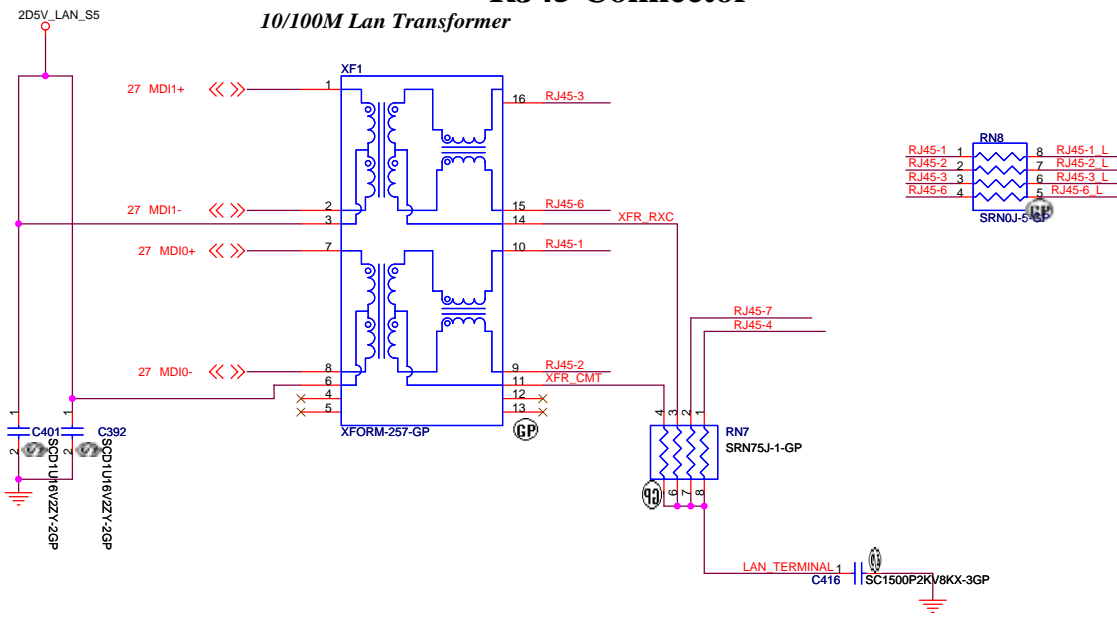 RJ45 Connector
2D5V_LAN_S5
10/100M Lan Transformer
XF1
27 MDI1+
1
16
RJ45-3
27 MDI1-
2
15
RJ45-6
3
14
XFR_RXC
27 MDI0+
7
10
RJ45-1
27 MDI0-
8
9
RJ45-2
6
11
XFR_CMT
4
12
5
13
XFORM-257-GP
GP
RN8
RJ45-1
1
8
RJ45-1_L
RJ45-2
2
7
RJ45-2_L
RJ45-3
3
6
RJ45-3_L
RJ45-6
4
5
RJ45-6_L
SRN0J-5-GP
GP
RJ45-7
RJ45-4
4
3
2
1
RN7
SRN75J-1-GP
GP
6
7
8
1
C401
2
SCD1U16V2ZY-2GP
1
C392
2
SCD1U16V2ZY-2GP
LAN_TERMINAL
1
C416
SC1500P2KV8KX-3GP